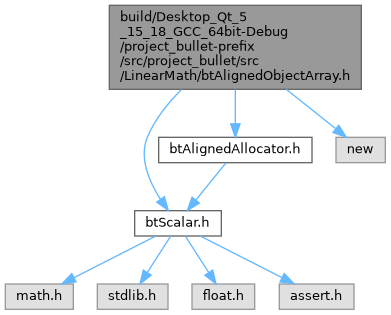 build/Desktop_Qt_5
_15_18_GCC_64bit-Debug
/project_bullet-prefix
/src/project_bullet/src
/LinearMath/btAlignedObjectArray.h
btAlignedAllocator.h
new
btScalar.h
math.h
stdlib.h
float.h
assert.h